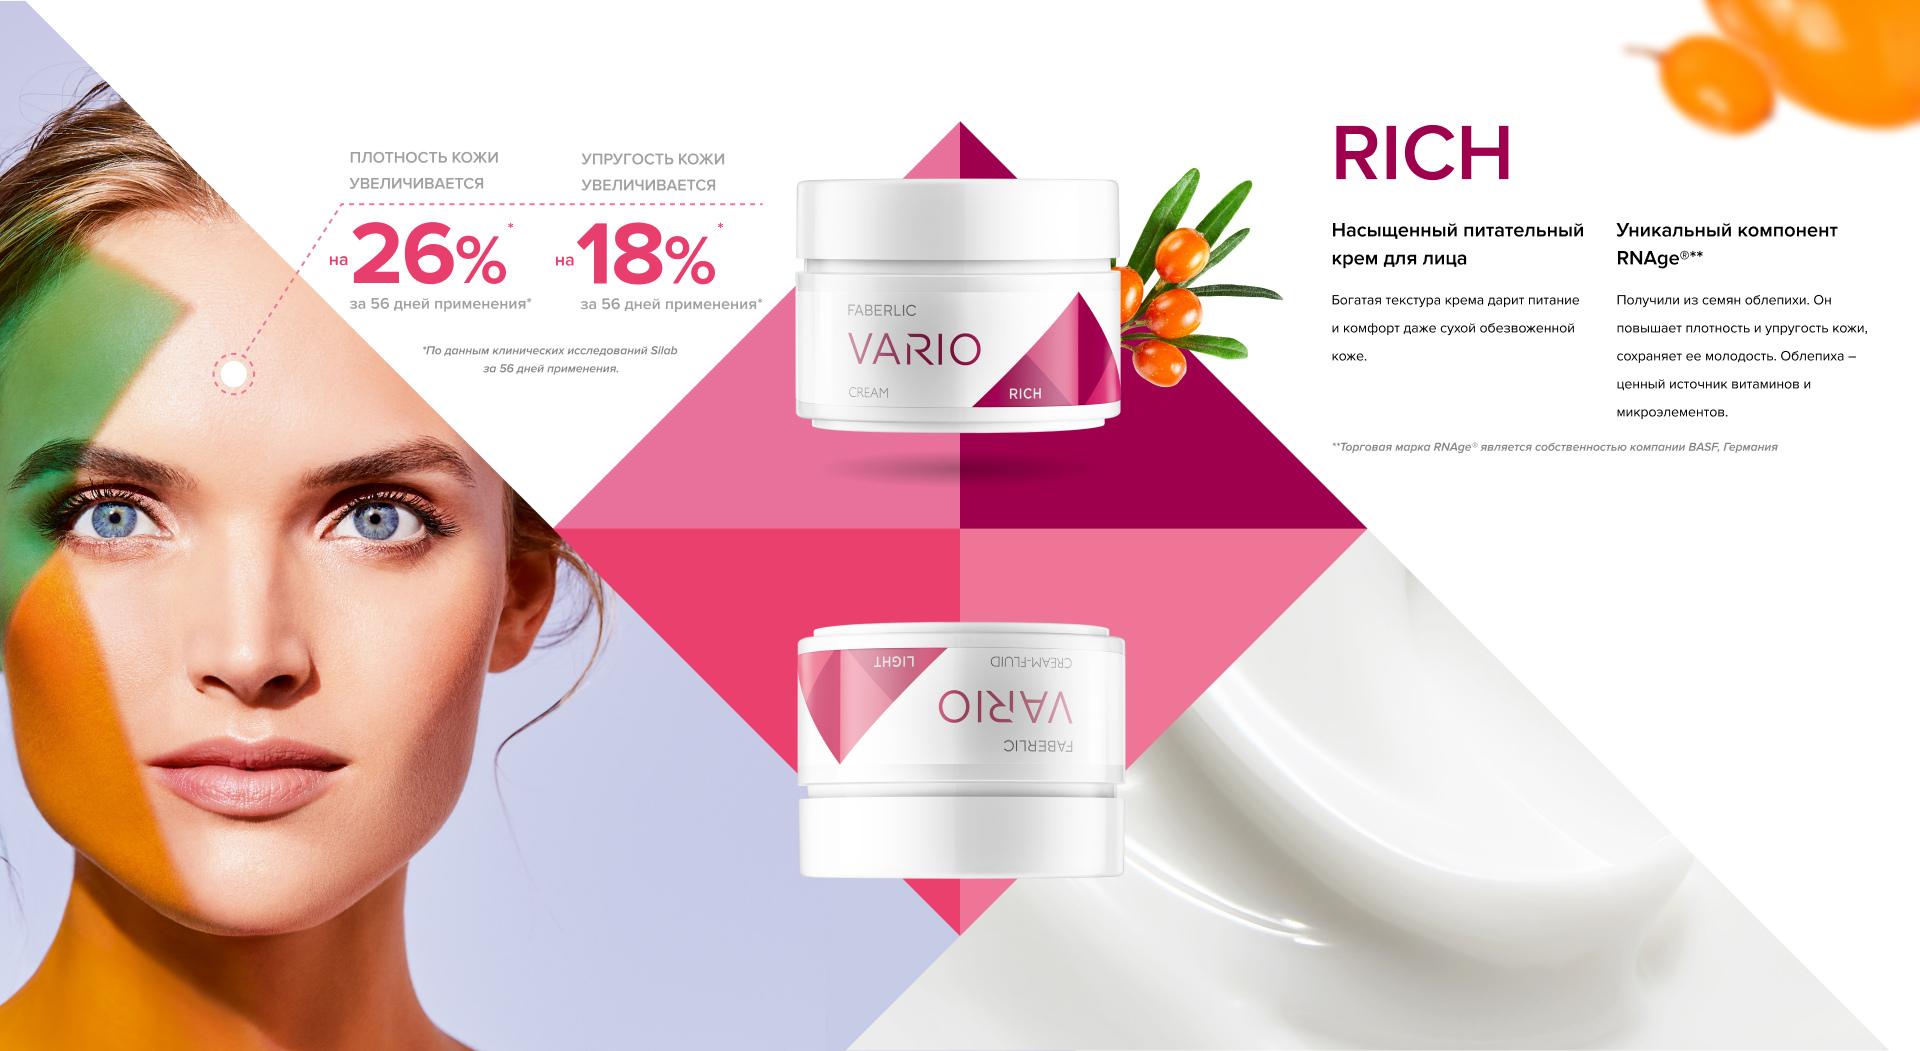 ПЛОТНОСТЬ КОЖИ
УВЕЛИЧИВАЕТСЯ
на 26%*
за 56 дней применения*
УПРУГОСТЬ КОЖИ
УВЕЛИЧИВАЕТСЯ
на 18%*
за 56 дней применения*
*По данным клинических исследований Silab
за 56 дней применения.
FABERLIC
VARIO
CREAM
RICH
RICH
Насыщенный питательный
крем для лица
Богатая текстура крема дарит питание
и комфорт даже сухой обезвоженной
коже.
Уникальный компонент
RNAge®**
Получили из семян облепихи. Он
повышает плотность и упругость кожи,
сохраняет ее молодость. Облепиха –
ценный источник витаминов и
микроэлементов.
**Торговая марка RNAge® является собственностью компании BASF, Германия
FABERLIC
VARIO
CREAM-FLUID
LIGHT